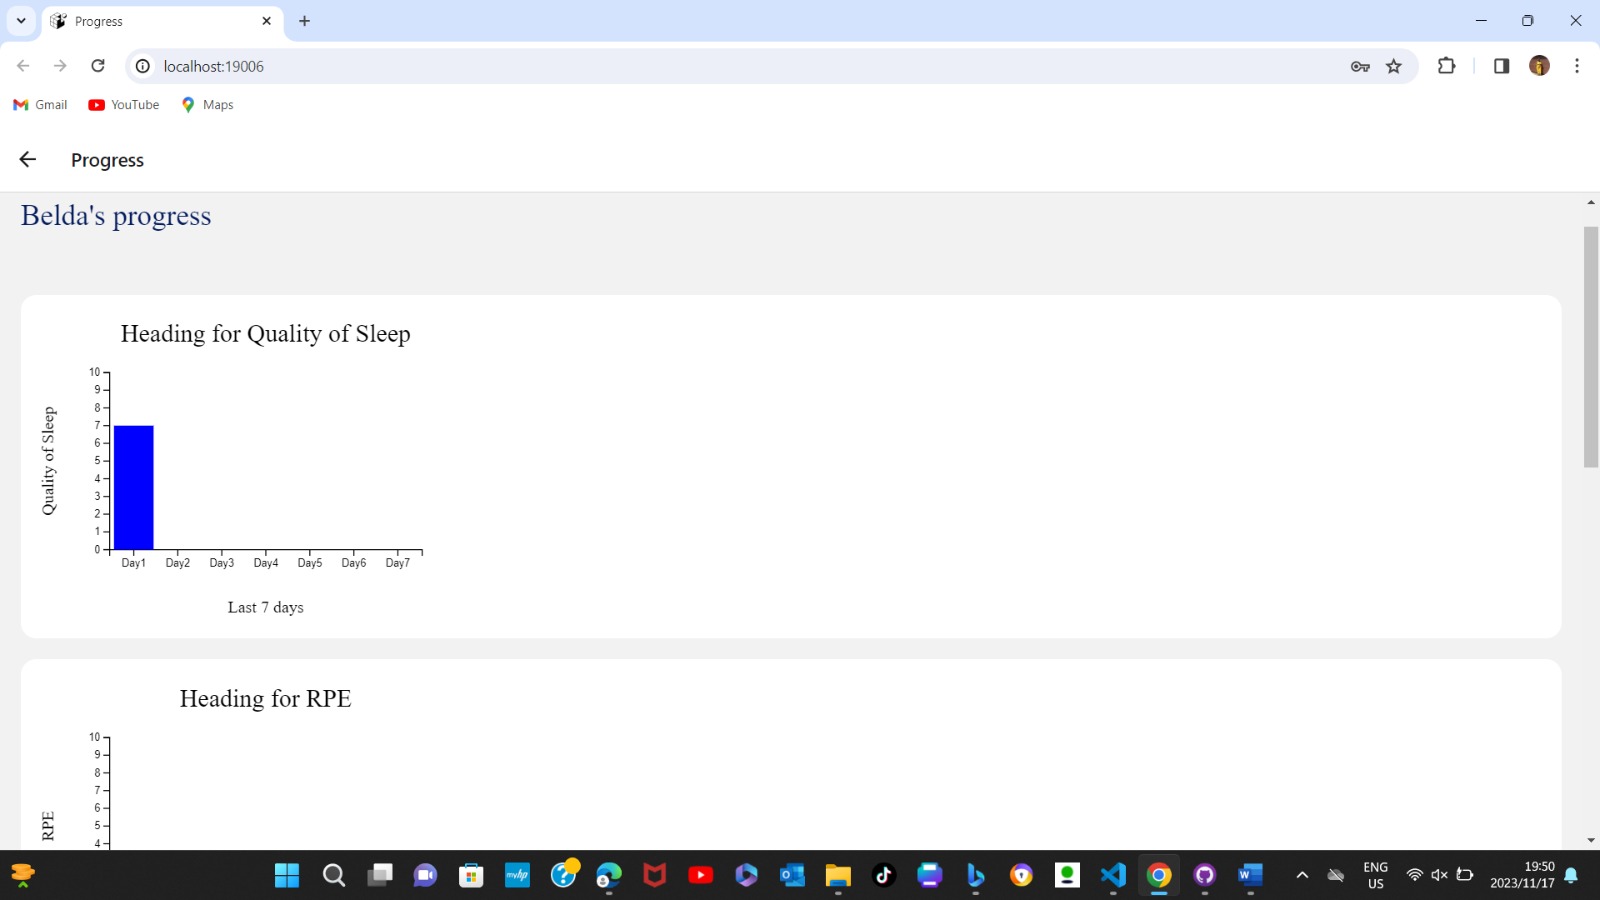 Progress
localhost:19006
Gmail
YouTube
Maps
Progress
Belda's progress
Heading for Quality of Sleep
Quality of Sleep
10
9
8
7
6
5
4
3
2
1
0
Day1 Day2 Day3 Day4 Day5 Day6 Day7
Last 7 days
Heading for RPE
RPE
10
9
8
7
6
5
4
myhp
ENG
US
19:50
2023/11/17